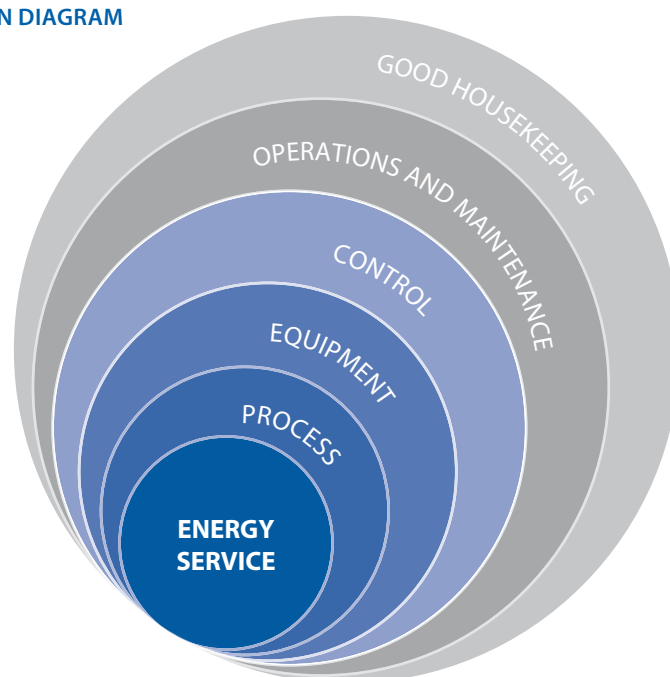 N DIAGRAM
GOOD HOUSEKEEPING
OPERATIONS AND MAINTENANCE
CONTROL
EQUIPMENT
PROCESS
ENERGY
SERVICE